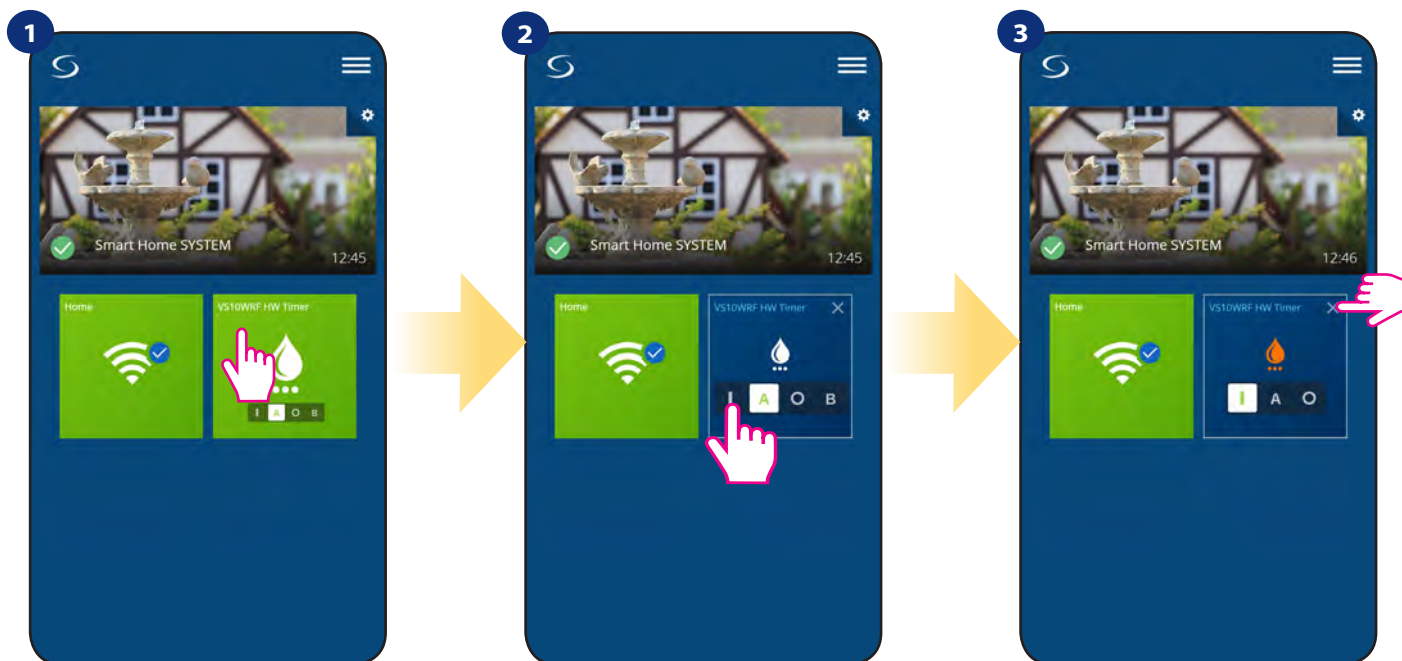 1
Smart Home SYSTEM
12:45
Home
VS10WRF HW Timer
I A O B
2
Smart Home SYSTEM
12:45
Home
VS10WRF HW Timer
I A O B
3
Smart Home SYSTEM
12:46
Home
VS10WRF HW Timer
I A O